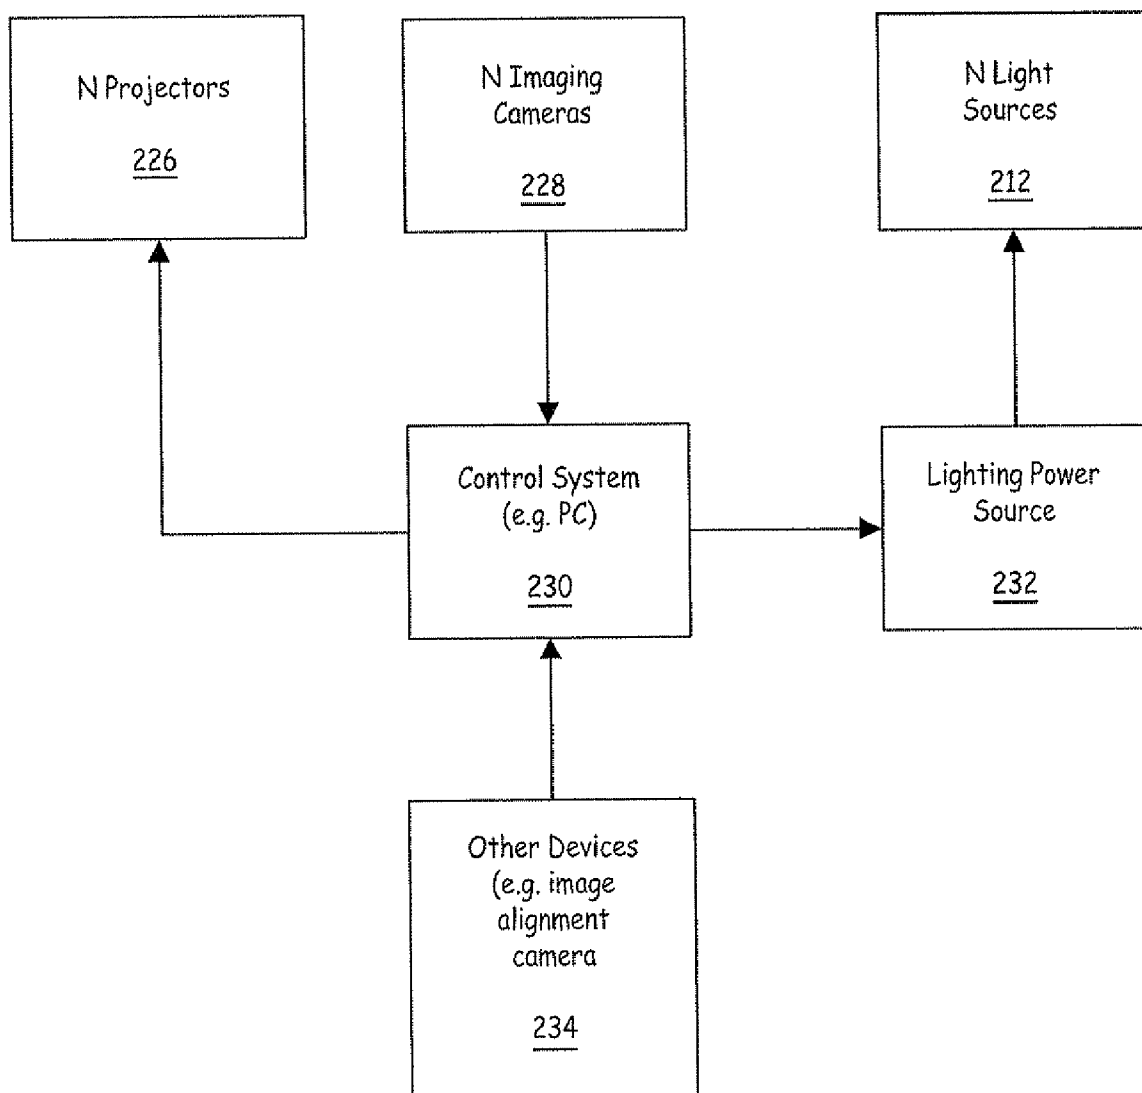 N Projectors
226
N Imaging
Cameras
228
N Light
Sources
212
Control System
(e.g. PC)
230
Lighting Power
Source
232
Other Devices
(e.g. image
alignment
camera
234